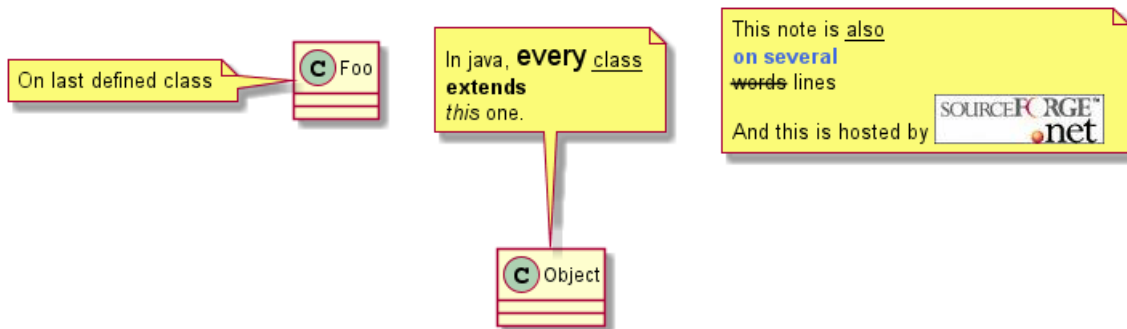 On last defined class
C Foo
In java, every class
extends
this one.
C Object
This note is also
on several
words lines
And this is hosted by SOURCEFORGE™.net